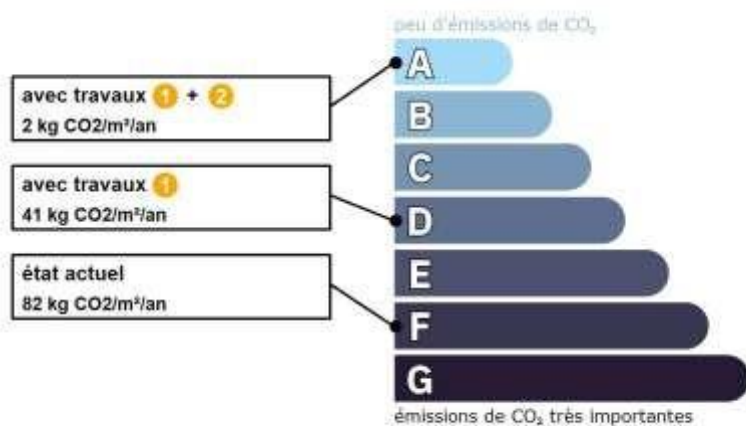 peu d'émissions de CO₂
A
avec travaux 1 + 2
2 kg CO2/m²/an
B
C
avec travaux 1
41 kg CO2/m²/an
D
E
état actuel
82 kg CO2/m²/an
F
G
émissions de CO₂ très importantes